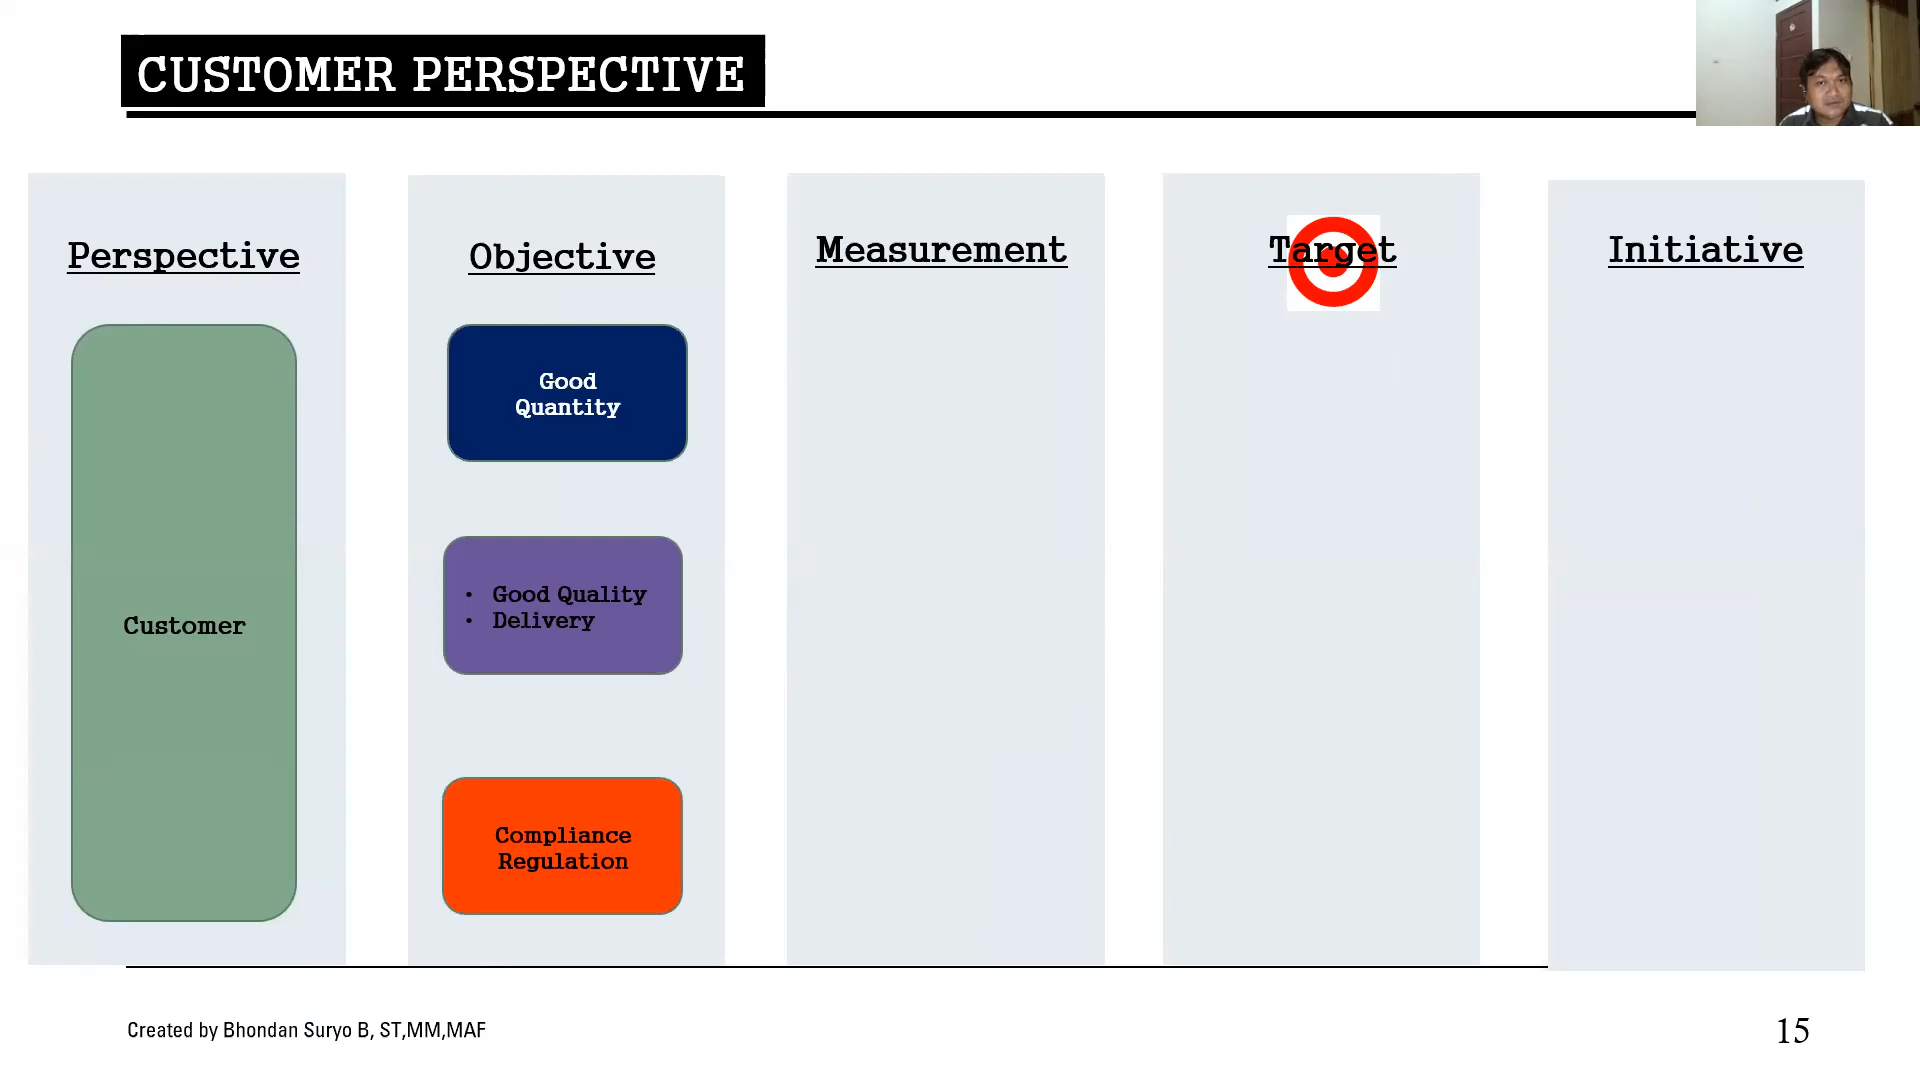 CUSTOMER PERSPECTIVE
Perspective
Objective
Measurement
Target
Initiative
Customer
Good
Quantity
• Good Quality
• Delivery
Compliance
Regulation
Created by Bhondan Suryo B, ST,MM,MAF
15